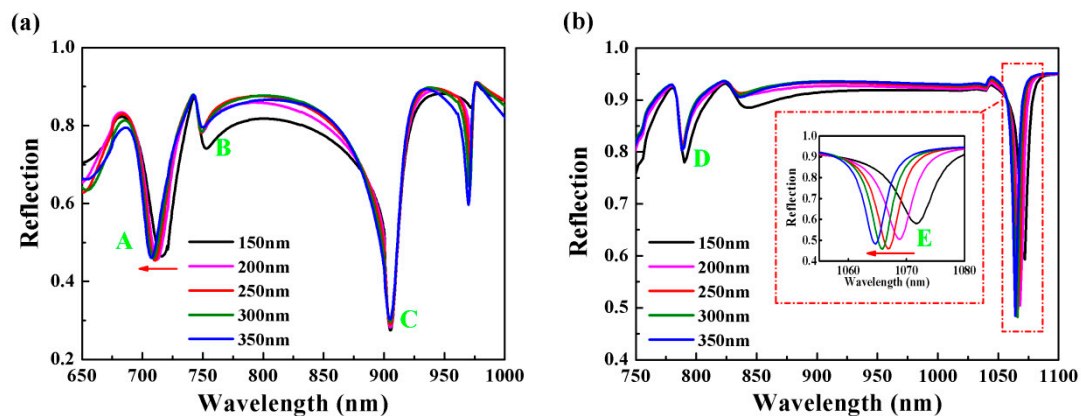 (a)
1.0
0.8
0.6
0.4
0.2
Reflection
A
B
C
150nm
200nm
250nm
300nm
350nm
650 700 750 800 850 900 950 1000
Wavelength (nm)
(b)
1.0
0.9
0.8
0.7
0.6
0.5
0.4
Reflection
D
150nm
200nm
250nm
300nm
350nm
1.0
0.9
0.8
0.7
0.6
0.5
0.4
Reflection
E
1060 1070 1080
Wavelength (nm)
750 800 850 900 950 1000 1050 1100
Wavelength (nm)